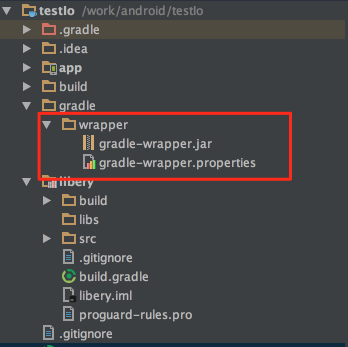 testlo /work/android/testlo
.gradle
.idea
app
build
gradle
wrapper
gradle-wrapper.jar
gradle-wrapper.properties
libery
build
libs
src
.gitignore
build.gradle
libery.iml
proguard-rules.pro
.gitignore